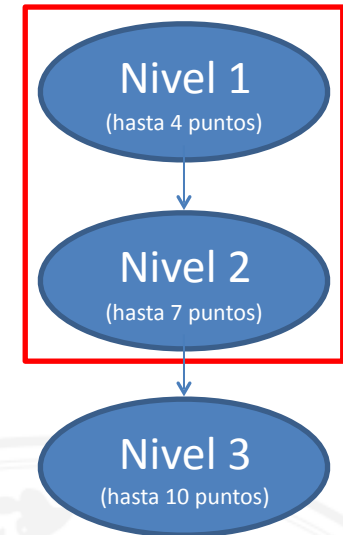 Nivel 1
(hasta 4 puntos)
Nivel 2
(hasta 7 puntos)
Nivel 3
(hasta 10 puntos)